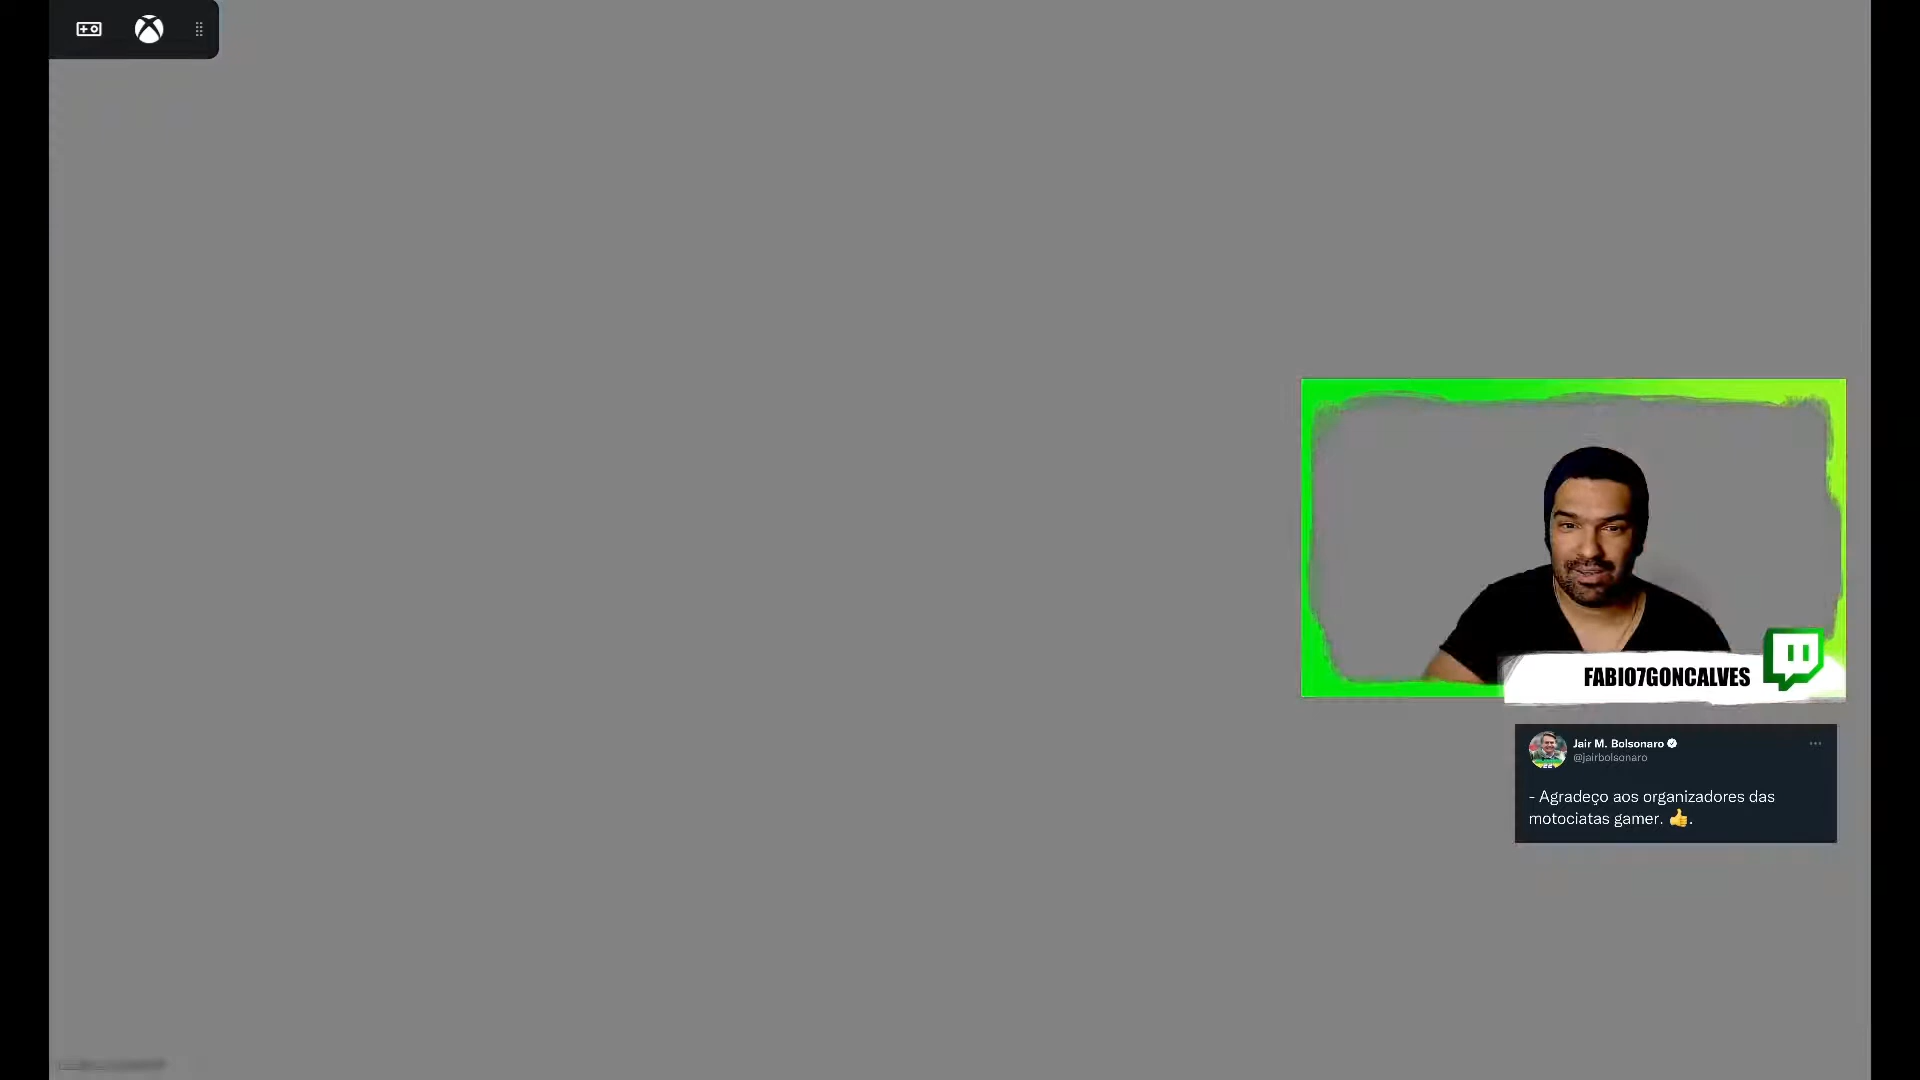 FABIO7GONCALVES
Jair M. Bolsonaro
@jairbolsonaro
- Agradeço aos organizadores das
motociatas gamer. 👍.